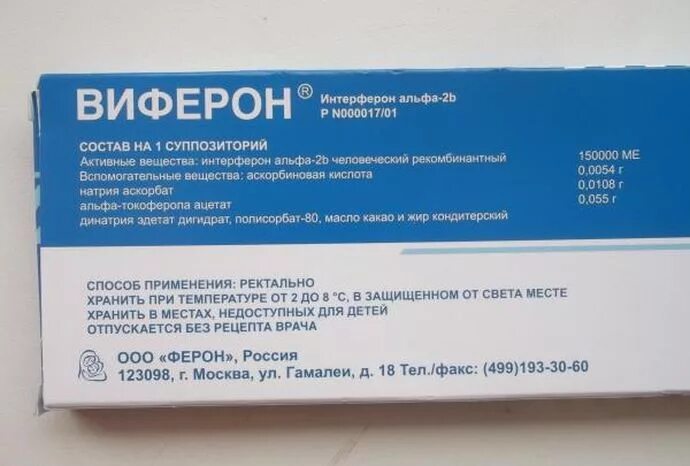 ВИФЕРОН® Интерферон альфа-2b
Р N000017/01
СОСТАВ НА 1 СУППОЗИТОРИЙ
Активные вещества: интерферон альфа-2b человеческий рекомбинантный 150000 МЕ
Вспомогательные вещества: аскорбиновая кислота 0,0054 г
натрия аскорбат 0,0108 г
альфа-токоферола ацетат 0,055 г
динатрия эдетат дигидрат, полисорбат-80, масло какао и жир кондитерский
СПОСОБ ПРИМЕНЕНИЯ: РЕКТАЛЬНО
ХРАНИТЬ ПРИ ТЕМПЕРАТУРЕ ОТ 2 ДО 8 °С, В ЗАЩИЩЕННОМ ОТ СВЕТА МЕСТЕ
ХРАНИТЬ В МЕСТАХ, НЕДОСТУПНЫХ ДЛЯ ДЕТЕЙ
ОТПУСКАЕТСЯ БЕЗ РЕЦЕПТА ВРАЧА
ООО «ФЕРОН», Россия
123098, г. Москва, ул. Гамалеи, д. 18 Тел./факс: (499)193-30-60